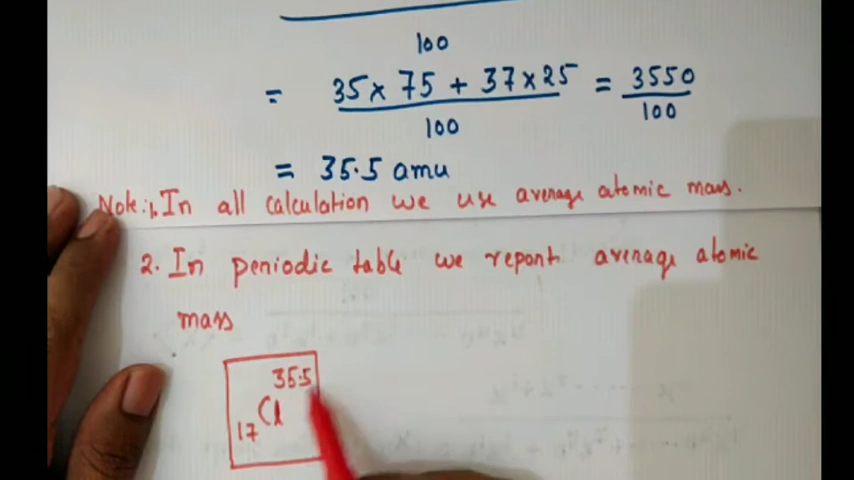 100
= 35 x 75 + 37 x 25 = 3550
100 100
= 35.5 amu
Note: 1, In all calculation we use average atomic mass.
2. In periodic table we report average atomic
mass
35.5
Cl
17